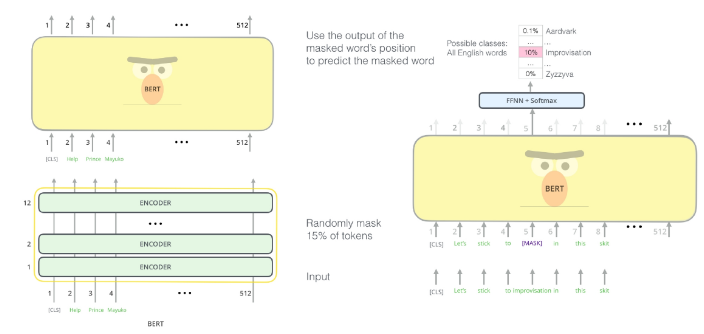 1 2 3 4 ••• 512
BERT
1 2 3 4 ••• 512
[CLS] Help Prince Mayuko
12 ENCODER
•••
2 ENCODER
1 ENCODER
1 2 3 4 ••• 512
[CLS] Help Prince Mayuko
BERT
Use the output of the
masked word's position
to predict the masked word
Possible classes:
All English words
0.1% Aardvark
... ...
10% Improvisation
... ...
0% Zyzzyva
FFNN + Softmax
1 2 3 4 5 6 7 8 ••• 512
BERT
1 2 3 4 5 6 7 8 ••• 512
Randomly mask
15% of tokens
[CLS] Let's stick to [MASK] in this skit
Input
[CLS] Let's stick to Improvisation in this skit